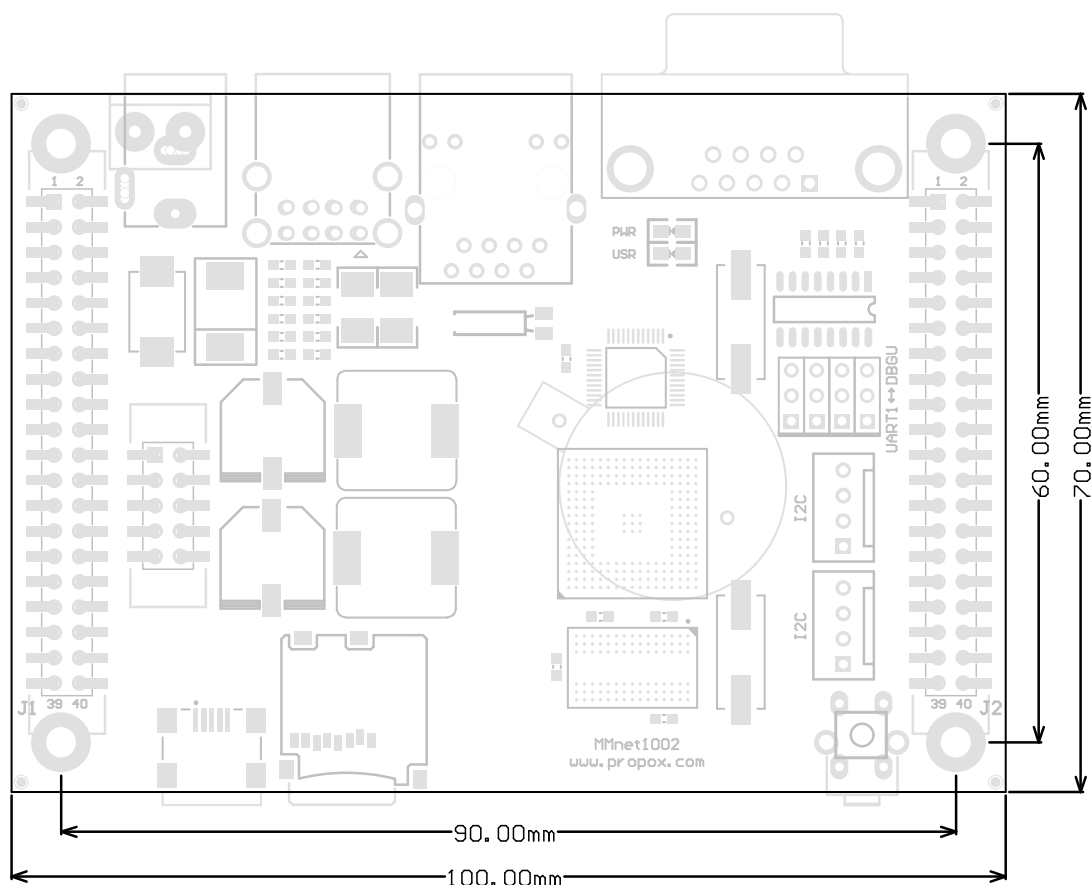 1 2
1 2
PWR
USR
UART1↔DBGU
60.00mm
70.00mm
I2C
I2C
39 40
J1
39 40
J2
MMnet1002
www.propox.com
90.00mm
100.00mm